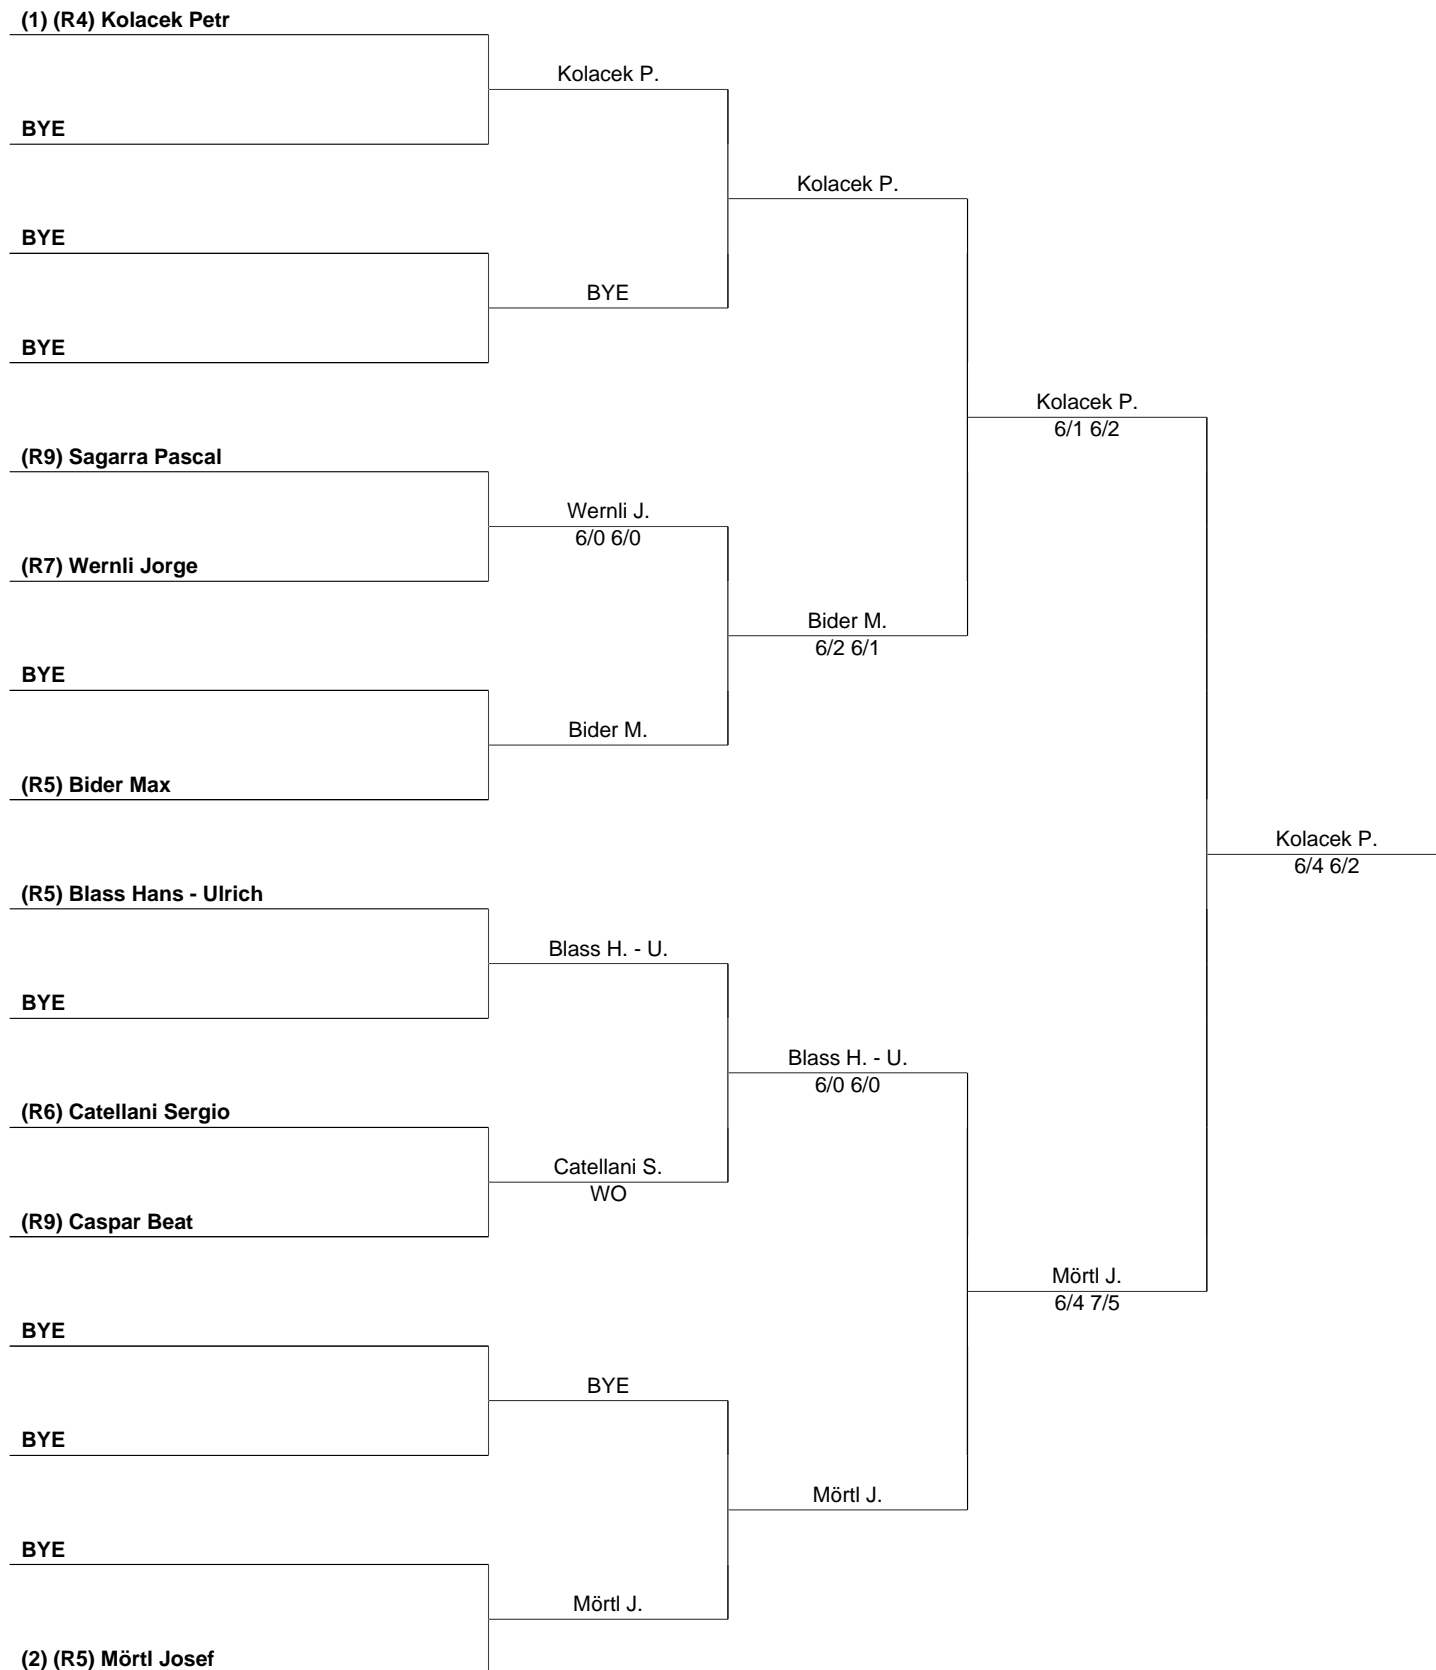 (1) (R4) Kolacek Petr
Kolacek P.
BYE
Kolacek P.
BYE
BYE
BYE
Kolacek P.
6/1 6/2
(R9) Sagarra Pascal
Wernli J.
6/0 6/0
(R7) Wernli Jorge
Bider M.
6/2 6/1
BYE
Bider M.
(R5) Bider Max
Kolacek P.
6/4 6/2
(R5) Blass Hans - Ulrich
Blass H. - U.
BYE
Blass H. - U.
6/0 6/0
(R6) Catellani Sergio
Catellani S.
WO
(R9) Caspar Beat
Mörtl J.
6/4 7/5
BYE
BYE
BYE
Mörtl J.
BYE
Mörtl J.
(2) (R5) Mörtl Josef